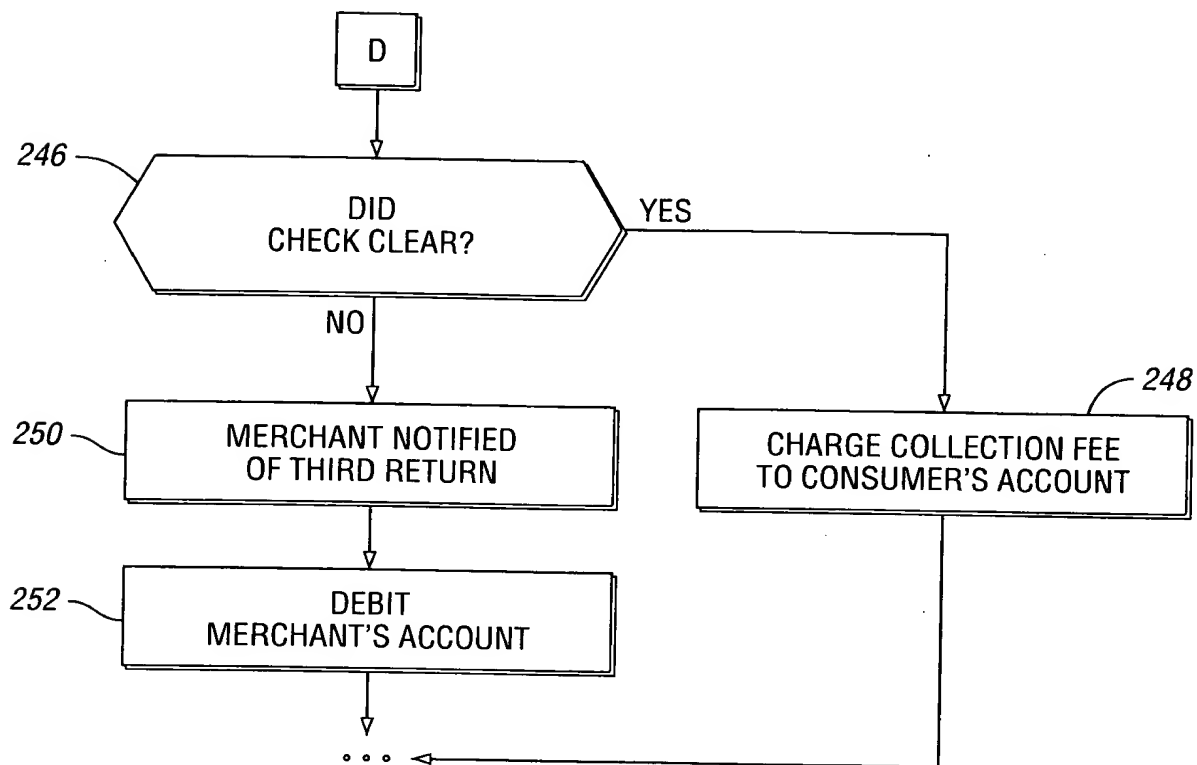 D
246
DID
CHECK CLEAR?
YES
NO
250
MERCHANT NOTIFIED
OF THIRD RETURN
248
CHARGE COLLECTION FEE
TO CONSUMER'S ACCOUNT
252
DEBIT
MERCHANT'S ACCOUNT